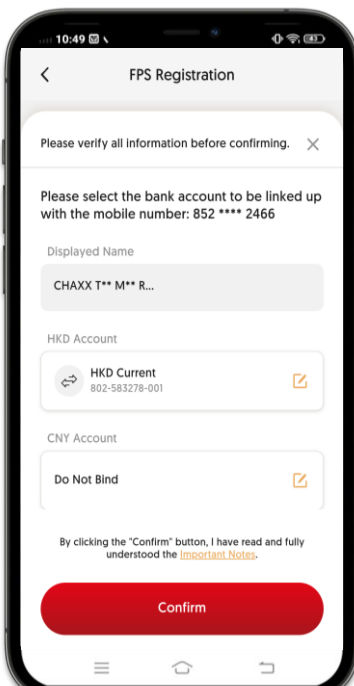 10:49
43
FPS Registration
Please verify all information before confirming.
Please select the bank account to be linked up
with the mobile number: 852 **** 2466
Displayed Name
CHAXX T** M** R...
HKD Account
HKD Current
802-583278-001
CNY Account
Do Not Bind
By clicking the "Confirm" button, I have read and fully
understood the Important Notes.
Confirm